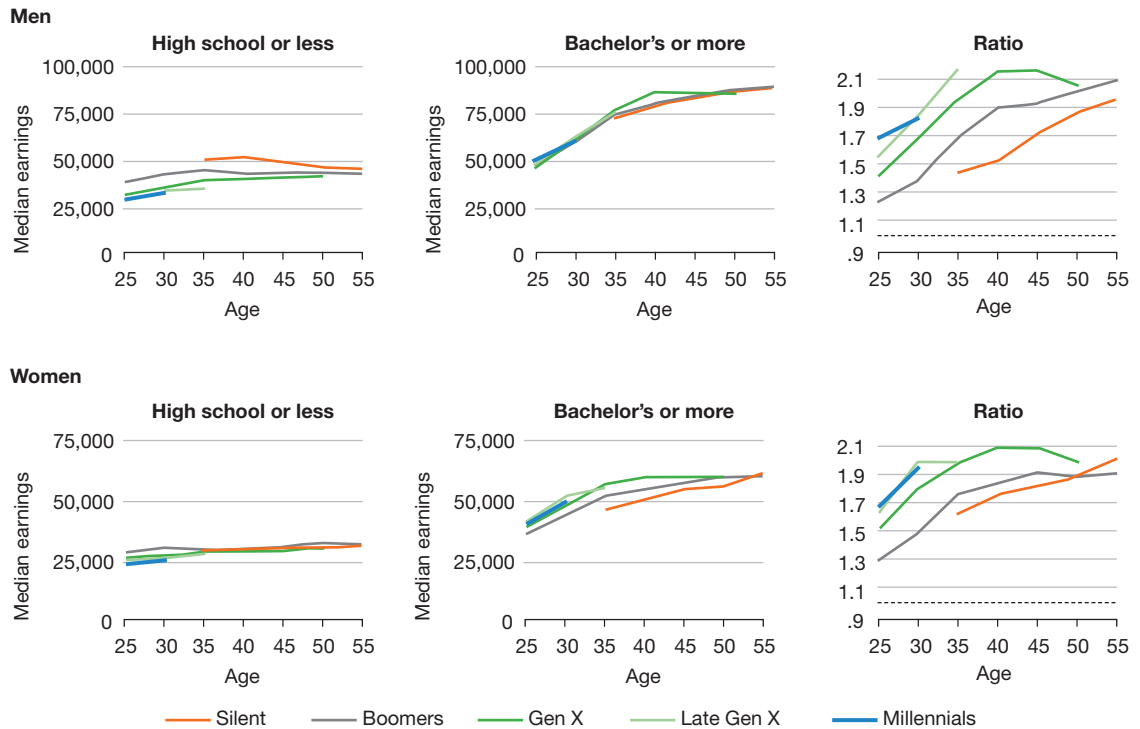 Men
High school or less
Bachelor's or more
Ratio
Median earnings
100,000
75,000
50,000
25,000
0
25 30 35 40 45 50 55
Age
Median earnings
100,000
75,000
50,000
25,000
0
25 30 35 40 45 50 55
Age
2.1
1.9
1.7
1.5
1.3
1.1
.9
25 30 35 40 45 50 55
Age
Women
High school or less
Bachelor's or more
Ratio
Median earnings
75,000
50,000
25,000
0
25 30 35 40 45 50 55
Age
Median earnings
75,000
50,000
25,000
0
25 30 35 40 45 50 55
Age
2.1
1.9
1.7
1.5
1.3
1.1
.9
25 30 35 40 45 50 55
Age
Silent Boomers Gen X Late Gen X Millennials